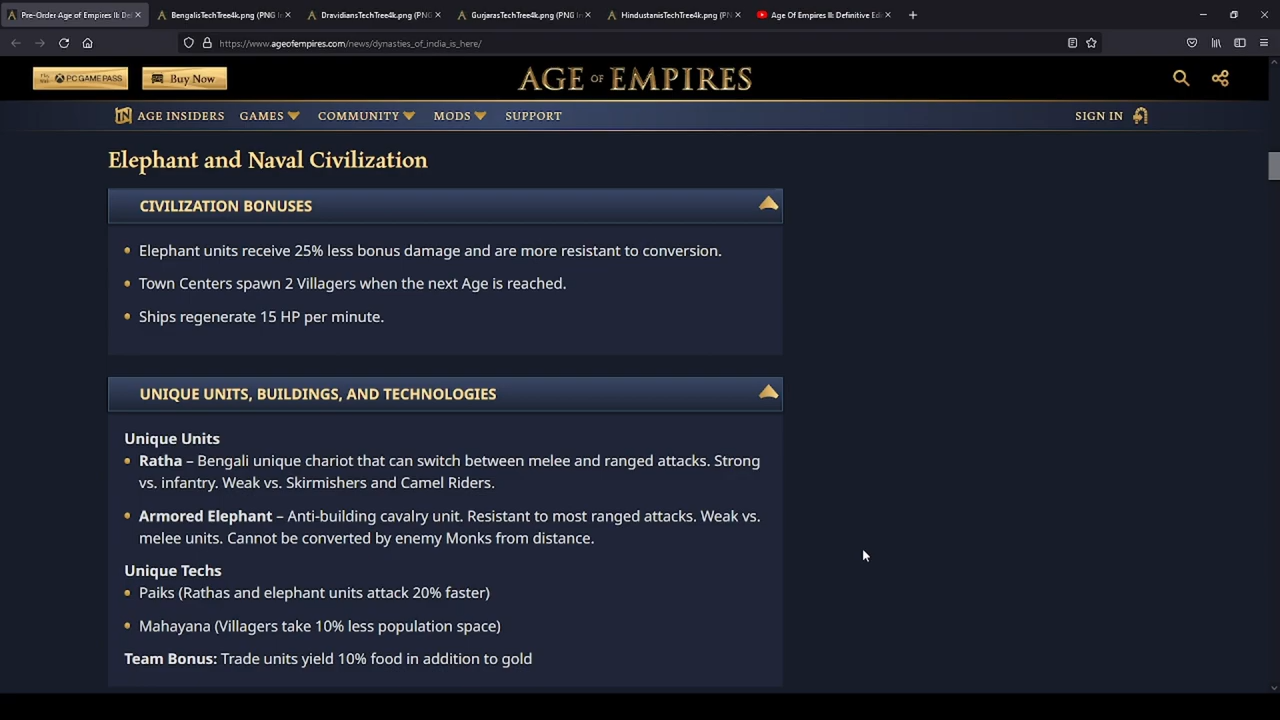 Pre-Order Age of Empires II: Def
BengalisTechTree4k.png (PNG I
DravidiansTechTree4k.png (PNG
GurjarasTechTree4k.png (PNG In
HindustanisTechTree4k.png (PN
Age Of Empires II: Definitive Edi
https://www.ageofempires.com/news/dynasties_of_india_is_here/
PC GAME PASS
Buy Now
AGE OF EMPIRES
AGE INSIDERS GAMES COMMUNITY MODS SUPPORT SIGN IN
Elephant and Naval Civilization
CIVILIZATION BONUSES
Elephant units receive 25% less bonus damage and are more resistant to conversion.
Town Centers spawn 2 Villagers when the next Age is reached.
Ships regenerate 15 HP per minute.
UNIQUE UNITS, BUILDINGS, AND TECHNOLOGIES
Unique Units
Ratha – Bengali unique chariot that can switch between melee and ranged attacks. Strong
vs. infantry. Weak vs. Skirmishers and Camel Riders.
Armored Elephant – Anti-building cavalry unit. Resistant to most ranged attacks. Weak vs.
melee units. Cannot be converted by enemy Monks from distance.
Unique Techs
Paiks (Rathas and elephant units attack 20% faster)
Mahayana (Villagers take 10% less population space)
Team Bonus: Trade units yield 10% food in addition to gold